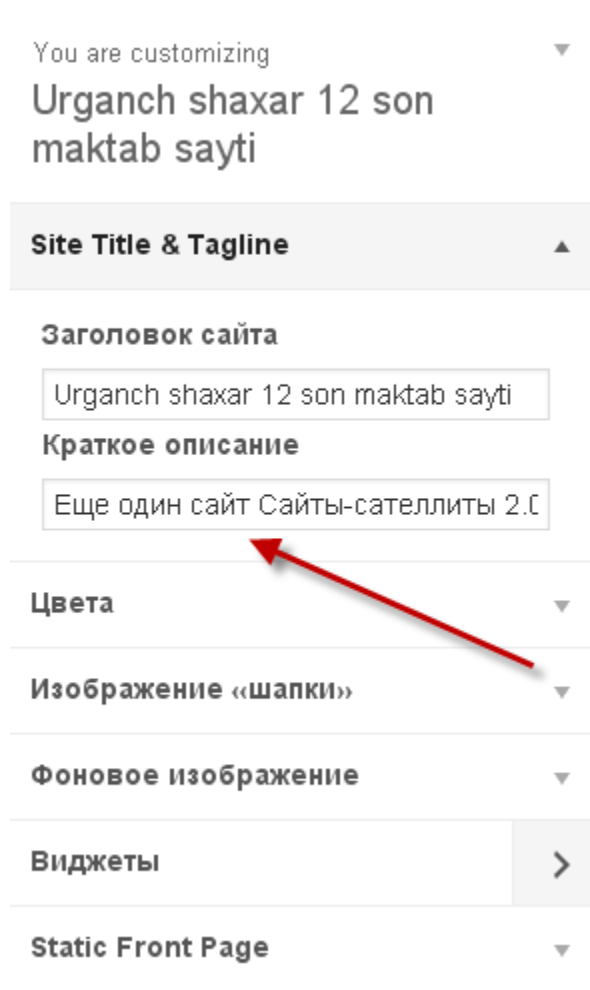 You are customizing
Urganch shaxar 12 son
maktab sayti
Site Title & Tagline
Заголовок сайта
Urganch shaxar 12 son maktab sayti
Краткое описание
Еще один сайт Сайты-сателлиты 2.
Цвета
Изображение «шапки»
Фоновое изображение
Виджеты
Static Front Page